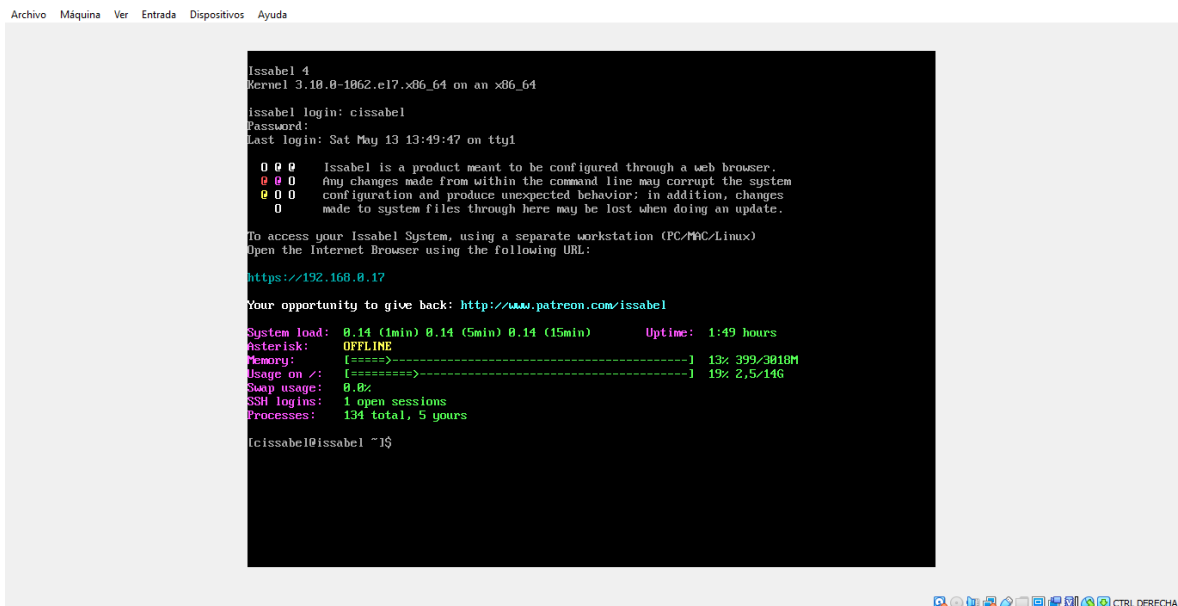 Archivo Máquina Ver Entrada Dispositivos Ayuda
Issabel 4
Kernel 3.10.0-1062.el7.x86_64 on an x86_64
issabel login: cissabel
Password:
Last login: Sat May 13 13:49:47 on tty1
O @ @ Issabel is a product meant to be configured through a web browser.
@ @ O Any changes made from within the command line may corrupt the system
@ O O configuration and produce unexpected behavior; in addition, changes
O made to system files through here may be lost when doing an update.
To access your Issabel System, using a separate workstation (PC/MAC/Linux)
Open the Internet Browser using the following URL:
https://192.168.0.17
Your opportunity to give back: http://www.patreon.com/issabel
System load: 0.14 (1min) 0.14 (5min) 0.14 (15min) Uptime: 1:49 hours
Asterisk: OFFLINE
Memory: [=====>-------------------------------------------] 13% 399/3018M
Usage on /: [=========>---------------------------------------] 19% 2,5/14G
Swap usage: 0.0%
SSH logins: 1 open sessions
Processes: 134 total, 5 yours
[cissabel@issabel ~]$
CTRL DERECHA